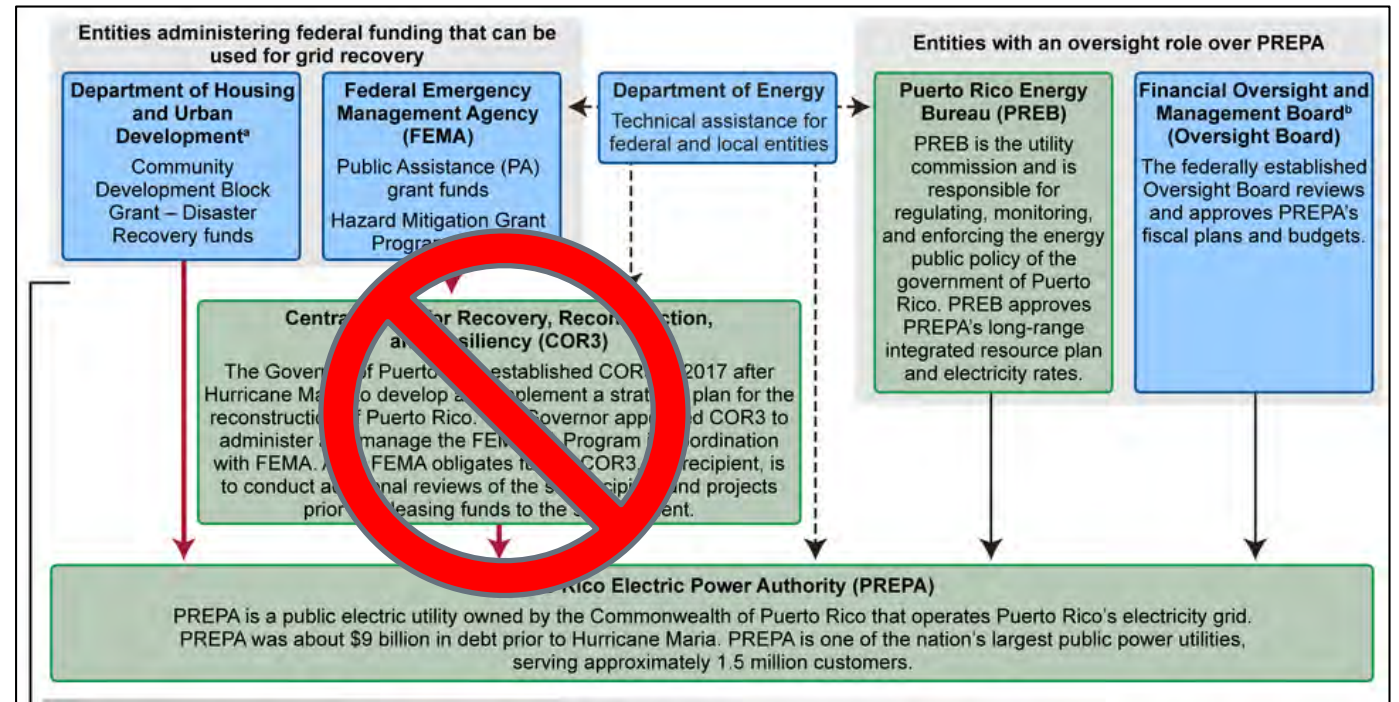 Entities administering federal funding that can be
used for grid recovery
Department of Housing
and Urban
Developmentᵃ
Community
Development Block
Grant – Disaster
Recovery funds
Federal Emergency
Management Agency
(FEMA)
Public Assistance (PA)
grant funds
Hazard Mitigation Grant
Department of Energy
Technical assistance for
federal and local entities
Entities with an oversight role over PREPA
Puerto Rico Energy
Bureau (PREB)
PREB is the utility
commission and is
responsible for
regulating, monitoring,
and enforcing the energy
public policy of the
government of Puerto
Rico. PREB approves
PREPA's long-range
integrated resource plan
and electricity rates.
Financial Oversight and
Management Boardᵇ
(Oversight Board)
The federally established
Oversight Board reviews
and approves PREPA's
fiscal plans and budgets.
for Recovery,
(COR3)
The of established 2017 after
Hurricane to develop plan for the
of Puerto Rico. Governor COR3 to
administer manage the Program
with FEMA. FEMA obligates COR3, recipient, is
to conduct reviews of the and projects
prior funds to the
Rico Electric Power Authority (PREPA)
PREPA is a public electric utility owned by the Commonwealth of Puerto Rico that operates Puerto Rico's electricity grid.
PREPA was about $9 billion in debt prior to Hurricane Maria. PREPA is one of the nation's largest public power utilities,
serving approximately 1.5 million customers.